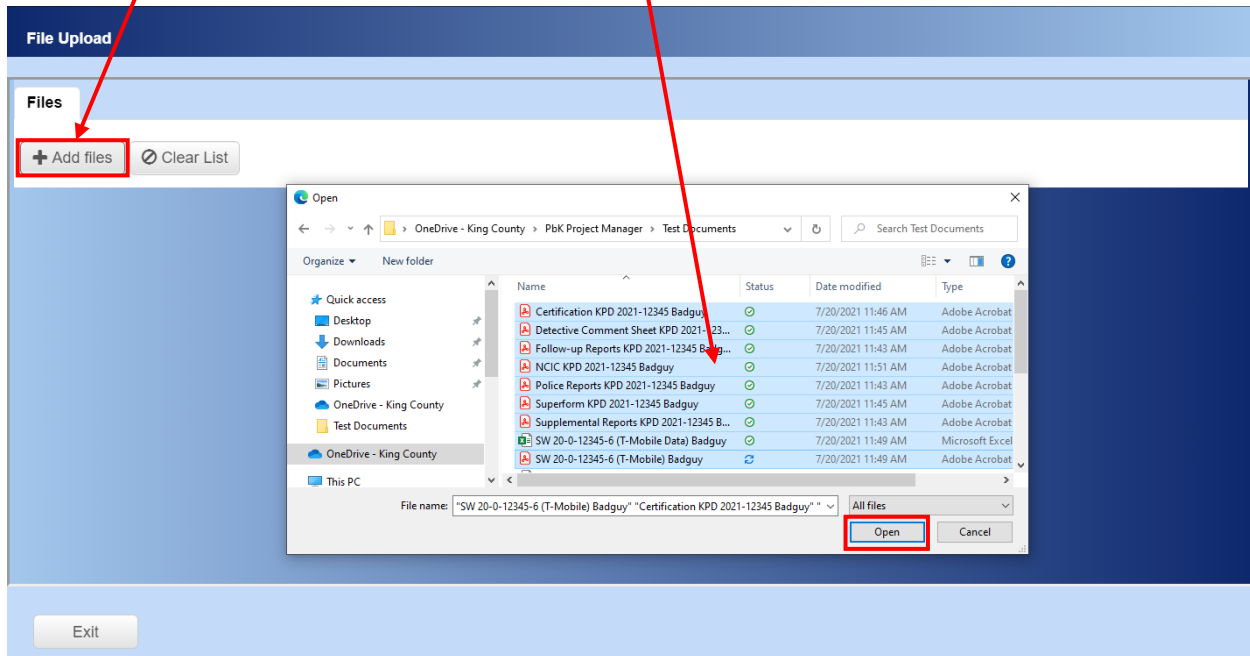 File Upload
Files
Add files Clear List
Open
OneDrive - King County > PbK Project Manager > Test Documents Search Test Documents
Organize New folder
Name Status Date modified Type
Quick access
Desktop
Downloads
Documents
Pictures
OneDrive - King County
Test Documents
OneDrive - King County
This PC
Certification KPD 2021-12345 Badguy 7/20/2021 11:46 AM Adobe Acrobat
Detective Comment Sheet KPD 2021-123... 7/20/2021 11:45 AM Adobe Acrobat
Follow-up Reports KPD 2021-12345 Badg... 7/20/2021 11:43 AM Adobe Acrobat
NCIC KPD 2021-12345 Badguy 7/20/2021 11:51 AM Adobe Acrobat
Police Reports KPD 2021-12345 Badguy 7/20/2021 11:43 AM Adobe Acrobat
Superform KPD 2021-12345 Badguy 7/20/2021 11:45 AM Adobe Acrobat
Supplemental Reports KPD 2021-12345 B... 7/20/2021 11:43 AM Adobe Acrobat
SW 20-0-12345-6 (T-Mobile Data) Badguy 7/20/2021 11:49 AM Microsoft Excel
SW 20-0-12345-6 (T-Mobile) Badguy 7/20/2021 11:49 AM Adobe Acrobat
File name: "SW 20-0-12345-6 (T-Mobile) Badguy" "Certification KPD 2021-12345 Badguy" " All files
Open Cancel
Exit